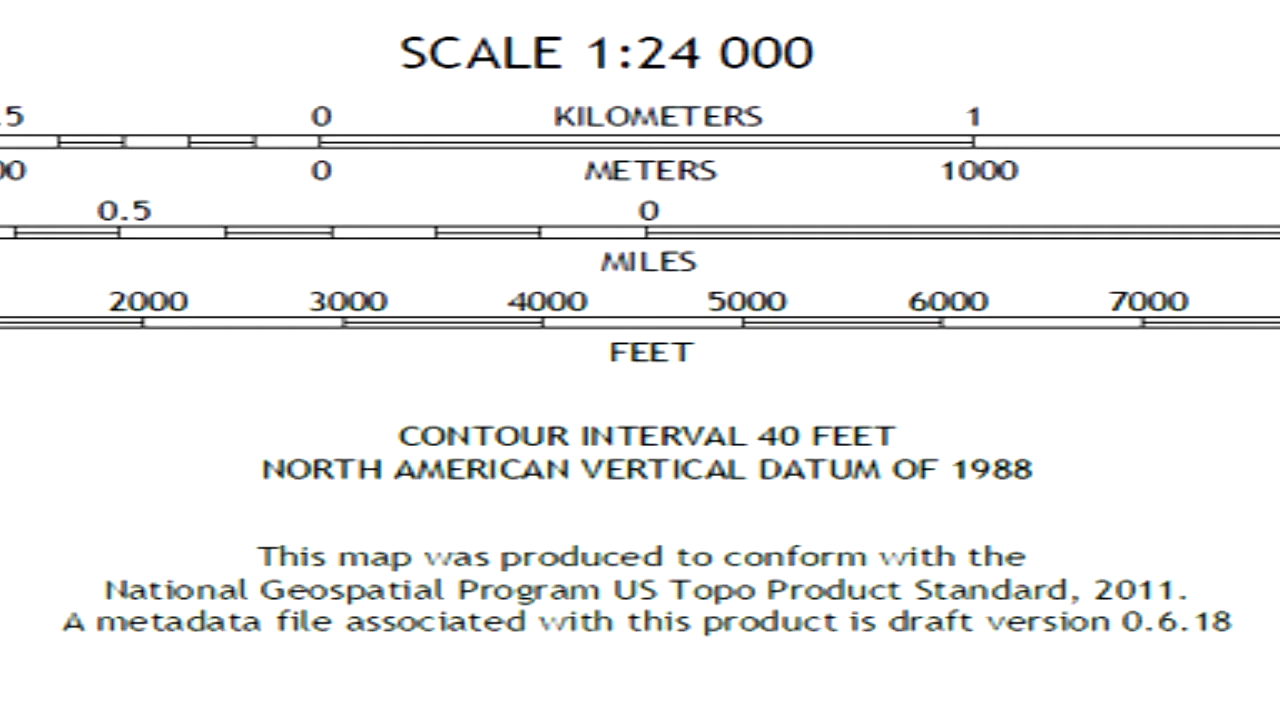 SCALE 1:24 000
.5 0 KILOMETERS 1
00 0 METERS 1000
0.5 0
MILES
2000 3000 4000 5000 6000 7000
FEET
CONTOUR INTERVAL 40 FEET
NORTH AMERICAN VERTICAL DATUM OF 1988
This map was produced to conform with the
National Geospatial Program US Topo Product Standard, 2011.
A metadata file associated with this product is draft version 0.6.18